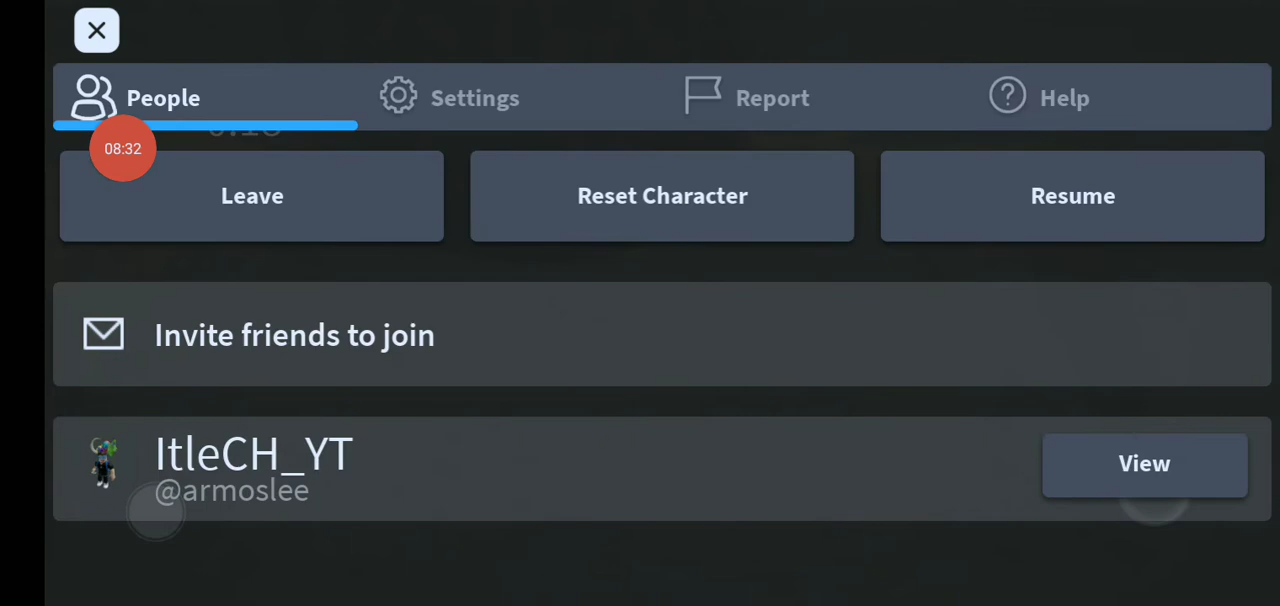 People
Settings
Report
Help
08:32
Leave
Reset Character
Resume
Invite friends to join
ItleCH_YT
@armoslee
View